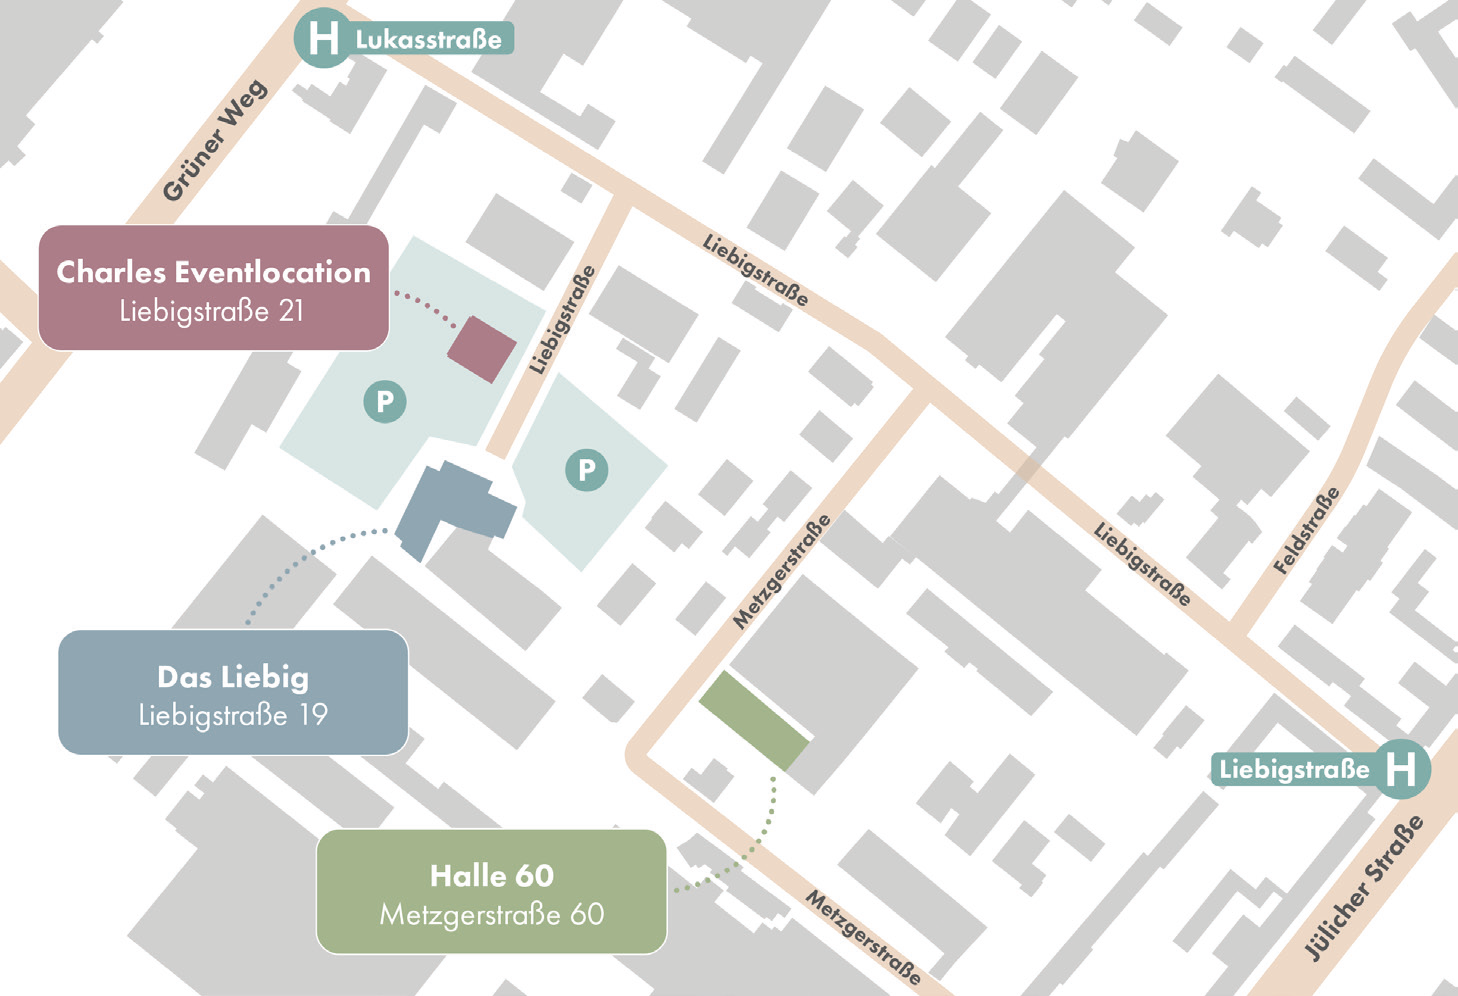 H Lukasstraße
Grüner Weg
Charles Eventlocation
Liebigstraße 21
Liebigstraße
Liebigstraße
P
P
Metzgerstraße
Liebigstraße
Feldstraße
Das Liebig
Liebigstraße 19
Liebigstraße H
Halle 60
Metzgerstraße 60
Metzgerstraße
Jülicher Straße